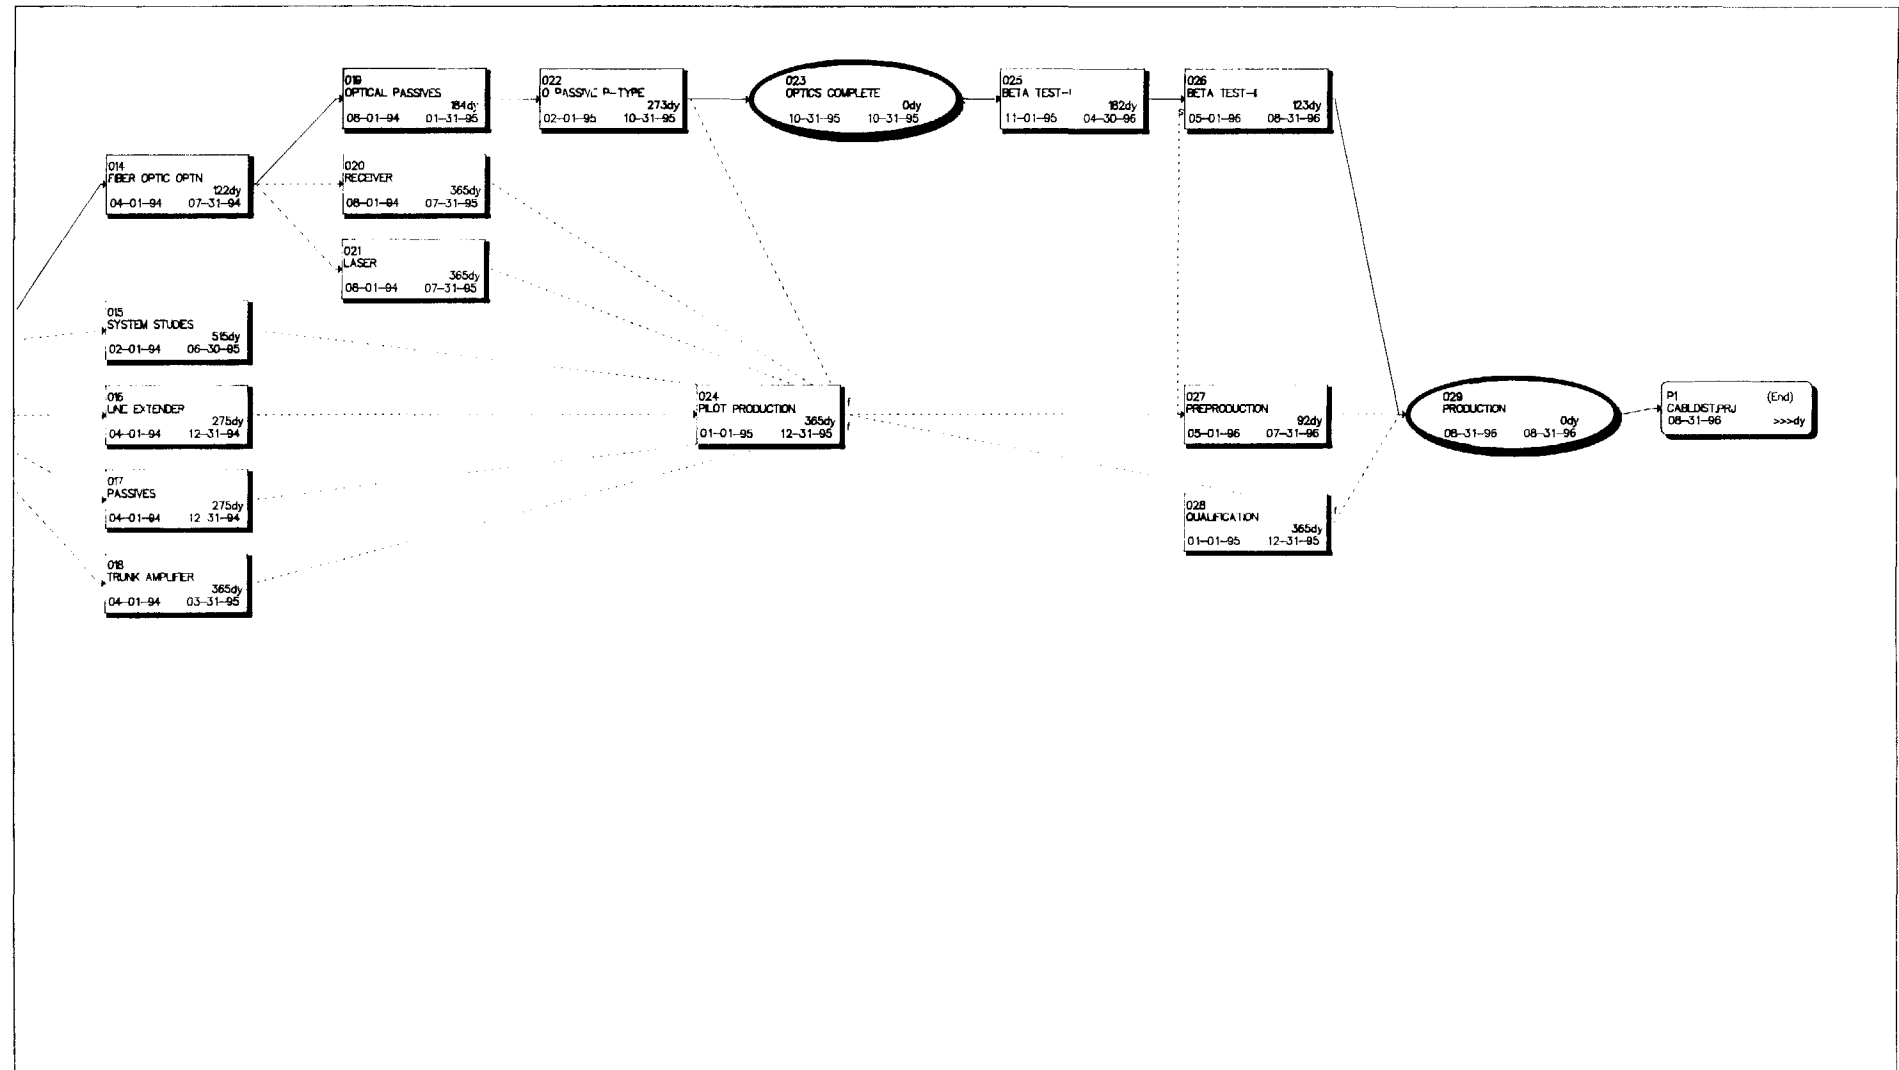 019
OPTICAL PASSIVES
184dy
08-01-94 01-31-95
022
O PASSIVE P-TYPE
273dy
02-01-95 10-31-95
023
OPTICS COMPLETE
0dy
10-31-95 10-31-95
025
BETA TEST-I
182dy
11-01-95 04-30-96
026
BETA TEST-II
123dy
05-01-96 08-31-96
s
014
FIBER OPTIC OPTN
122dy
04-01-94 07-31-94
020
RECEIVER
365dy
08-01-94 07-31-95
021
LASER
365dy
08-01-94 07-31-95
015
SYSTEM STUDIES
515dy
02-01-94 06-30-95
016
LINE EXTENDER
275dy
04-01-94 12-31-94
024
PILOT PRODUCTION
365dy
01-01-95 12-31-95
f
f
027
PREPRODUCTION
92dy
05-01-96 07-31-96
029
PRODUCTION
0dy
08-31-96 08-31-96
P1 (End)
CABLDIST.PRJ
08-31-96 >>>dy
017
PASSIVES
275dy
04-01-94 12 31-94
028
QUALIFICATION
365dy
01-01-95 12-31-95
f
018
TRUNK AMPLIFIER
365dy
04-01-94 03-31-95